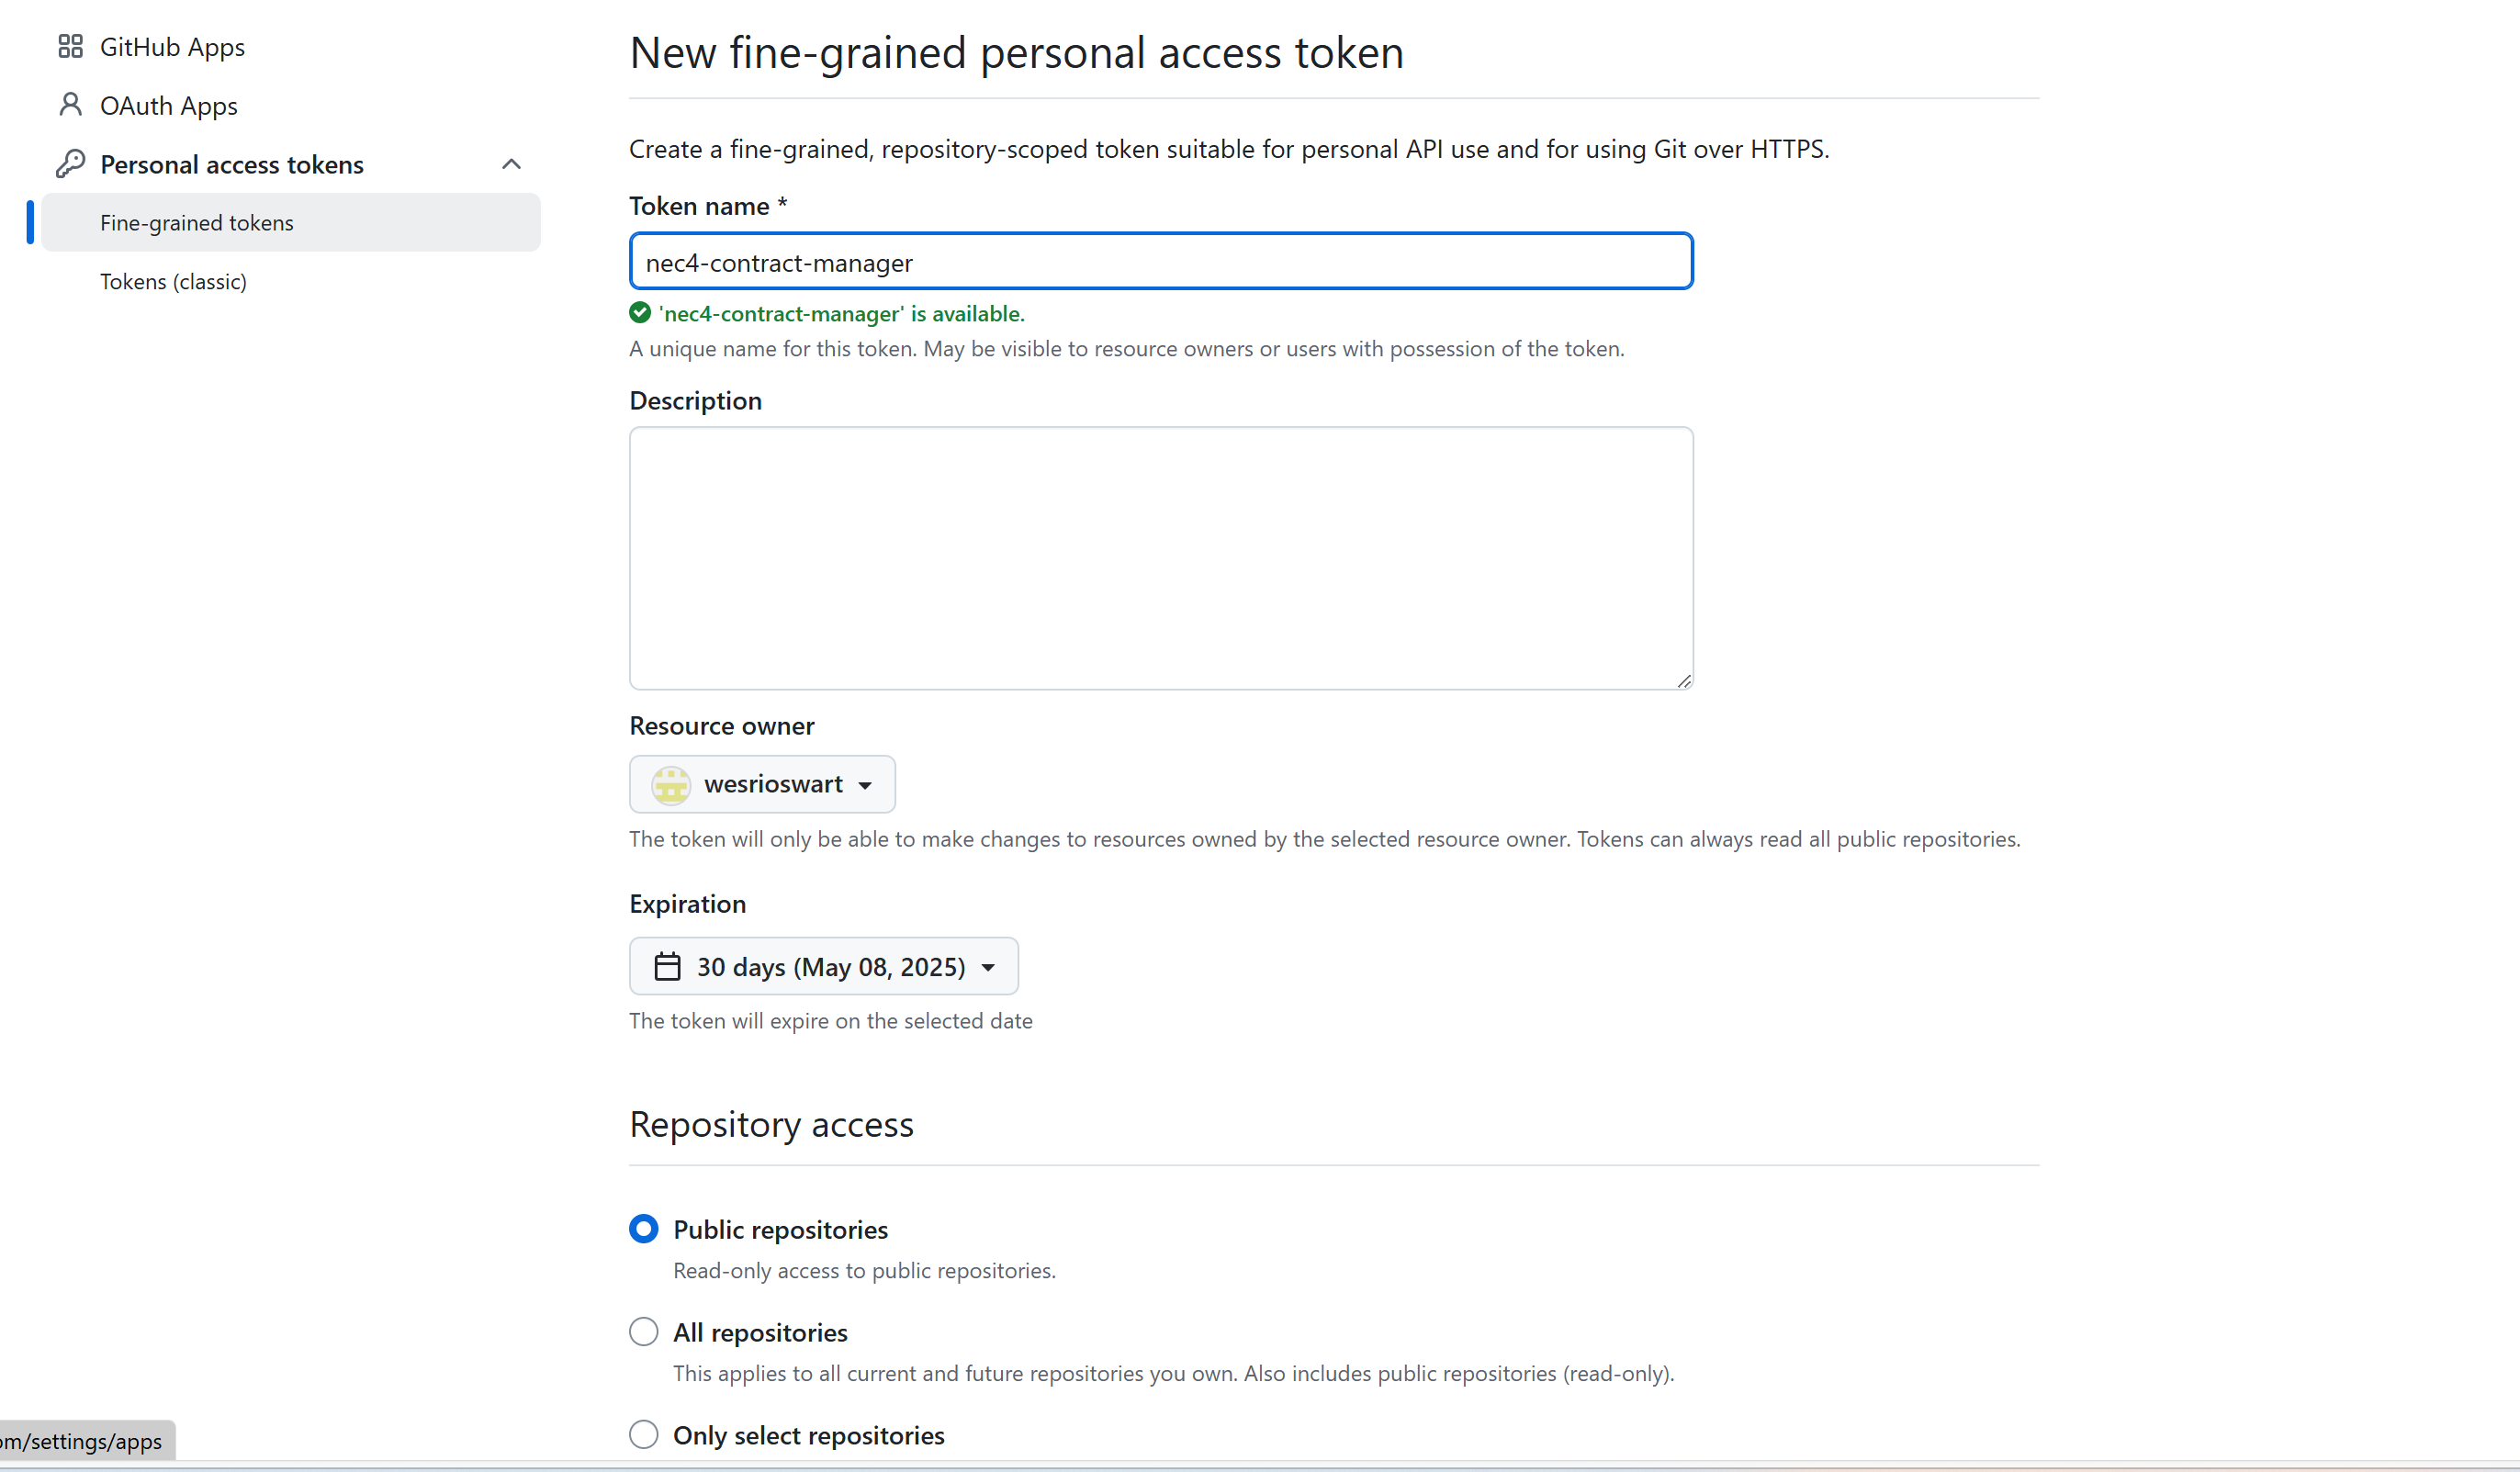 GitHub Apps
OAuth Apps
Personal access tokens
Fine-grained tokens
Tokens (classic)
New fine-grained personal access token
Create a fine-grained, repository-scoped token suitable for personal API use and for using Git over HTTPS.
Token name *
nec4-contract-manager
'nec4-contract-manager' is available.
A unique name for this token. May be visible to resource owners or users with possession of the token.
Description
Resource owner
wesrioswart
The token will only be able to make changes to resources owned by the selected resource owner. Tokens can always read all public repositories.
Expiration
30 days (May 08, 2025)
The token will expire on the selected date
Repository access
Public repositories
Read-only access to public repositories.
All repositories
This applies to all current and future repositories you own. Also includes public repositories (read-only).
Only select repositories
om/settings/apps